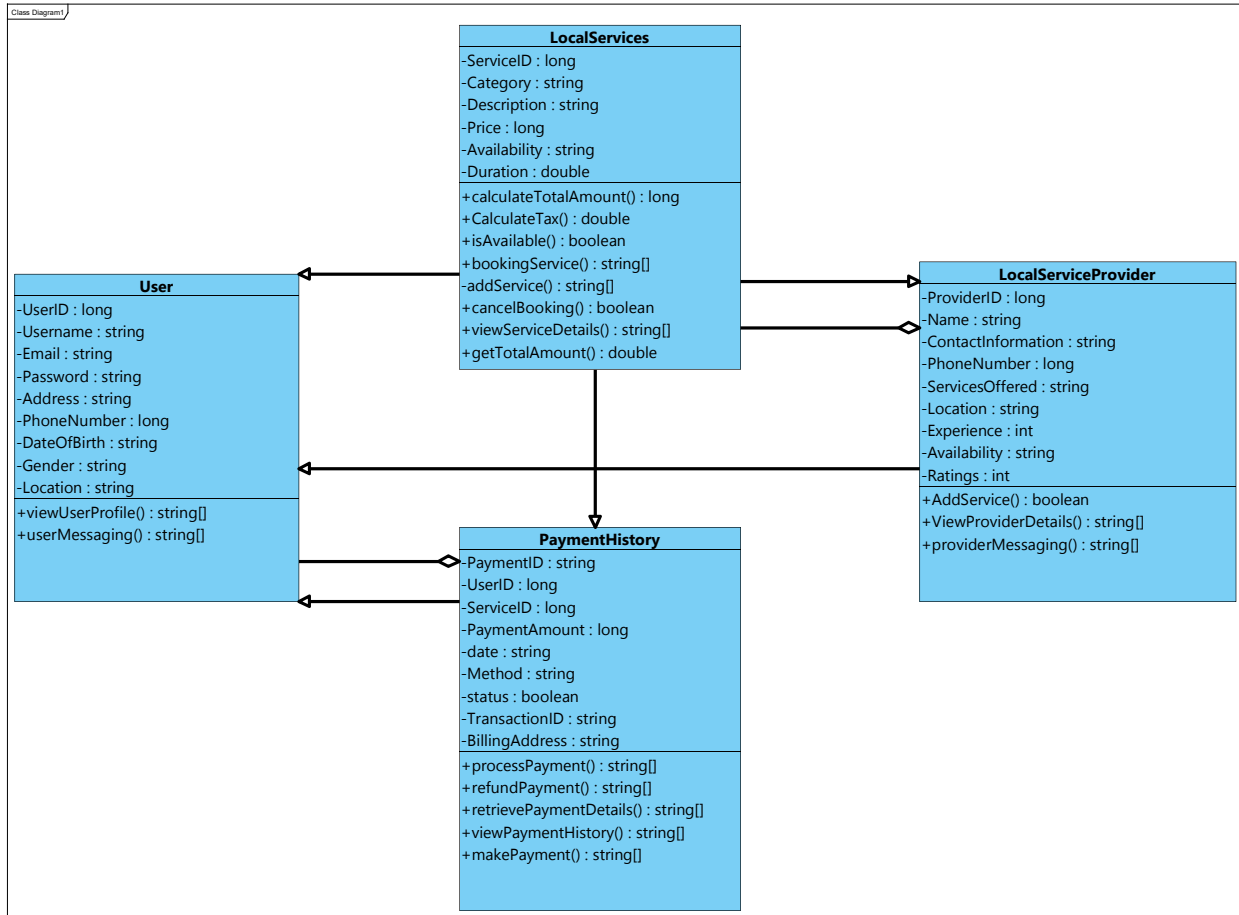 Class Diagram1
LocalServices
-ServiceID : long
-Category : string
-Description : string
-Price : long
-Availability : string
-Duration : double
+calculateTotalAmount() : long
+CalculateTax() : double
+isAvailable() : boolean
+bookingService() : string[]
-addService() : string[]
+cancelBooking() : boolean
+viewServiceDetails() : string[]
+getTotalAmount() : double
User
-UserID : long
-Username : string
-Email : string
-Password : string
-Address : string
-PhoneNumber : long
-DateOfBirth : string
-Gender : string
-Location : string
+viewUserProfile() : string[]
+userMessaging() : string[]
LocalServiceProvider
-ProviderID : long
-Name : string
-ContactInformation : string
-PhoneNumber : long
-ServicesOffered : string
-Location : string
-Experience : int
-Availability : string
-Ratings : int
+AddService() : boolean
+ViewProviderDetails() : string[]
+providerMessaging() : string[]
PaymentHistory
-PaymentID : string
-UserID : long
-ServiceID : long
-PaymentAmount : long
-date : string
-Method : string
-status : boolean
-TransactionID : string
-BillingAddress : string
+processPayment() : string[]
+refundPayment() : string[]
+retrievePaymentDetails() : string[]
+viewPaymentHistory() : string[]
+makePayment() : string[]